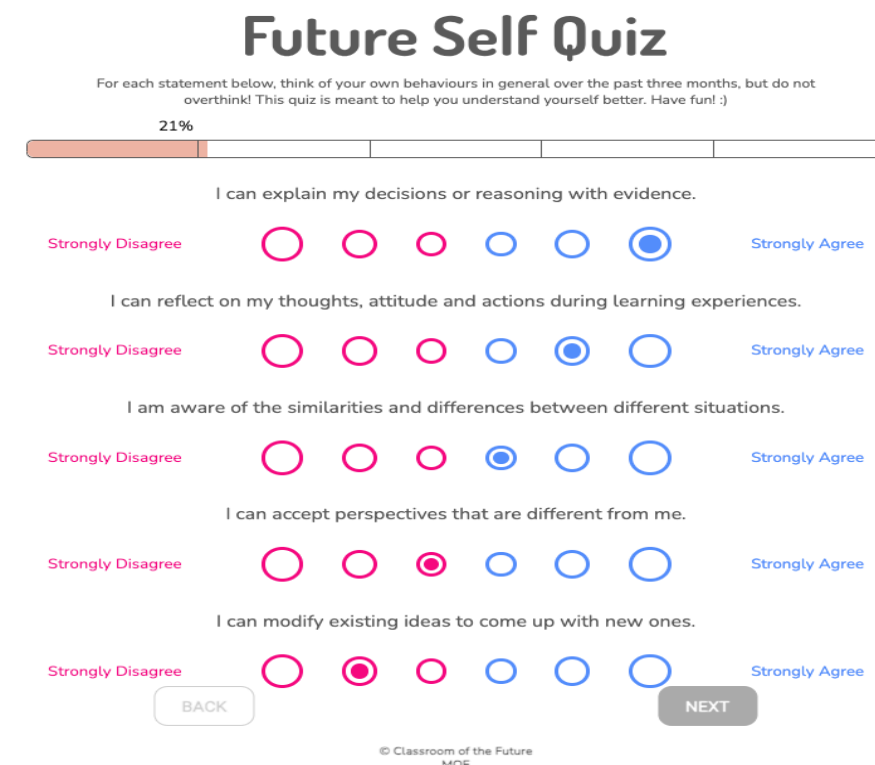 Future Self Quiz
For each statement below, think of your own behaviours in general over the past three months, but do not
overthink! This quiz is meant to help you understand yourself better. Have fun! :)
21%
I can explain my decisions or reasoning with evidence.
Strongly Disagree Strongly Agree
I can reflect on my thoughts, attitude and actions during learning experiences.
Strongly Disagree Strongly Agree
I am aware of the similarities and differences between different situations.
Strongly Disagree Strongly Agree
I can accept perspectives that are different from me.
Strongly Disagree Strongly Agree
I can modify existing ideas to come up with new ones.
Strongly Disagree Strongly Agree
BACK NEXT
© Classroom of the Future
MOE